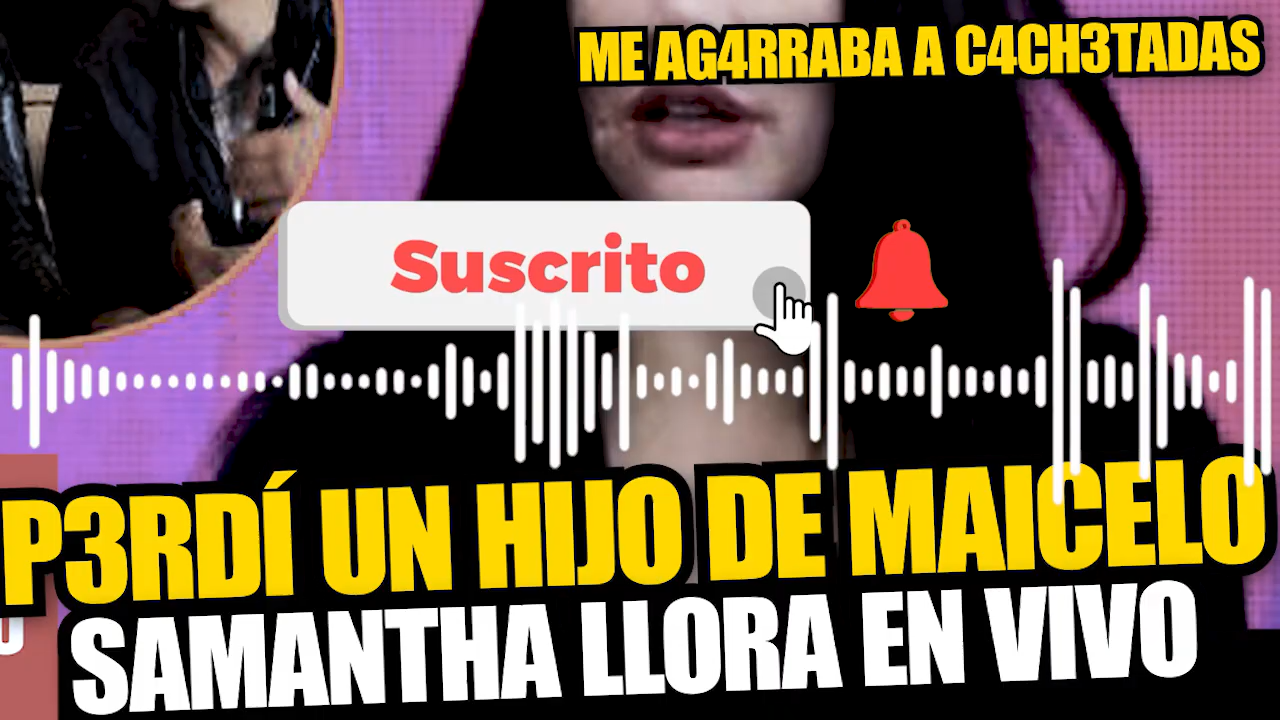 ME AG4RRABA A C4CH3TADAS
Suscrito
P3RDÍ UN HIJO DE MAICELO
SAMANTHA LLORA EN VIVO